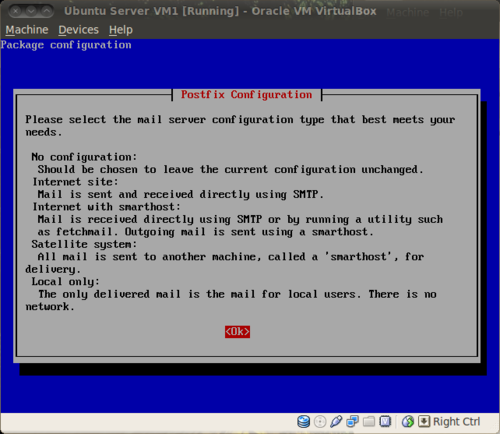 Ubuntu Server VM1 [Running] - Oracle VM VirtualBox
Machine Devices Help
Package configuration
Postfix Configuration
Please select the mail server configuration type that best meets your
needs.
No configuration:
Should be chosen to leave the current configuration unchanged.
Internet site:
Mail is sent and received directly using SMTP.
Internet with smarthost:
Mail is received directly using SMTP or by running a utility such
as fetchmail. Outgoing mail is sent using a smarthost.
Satellite system:
All mail is sent to another machine, called a 'smarthost', for
delivery.
Local only:
The only delivered mail is the mail for local users. There is no
network.
<Ok>
Right Ctrl